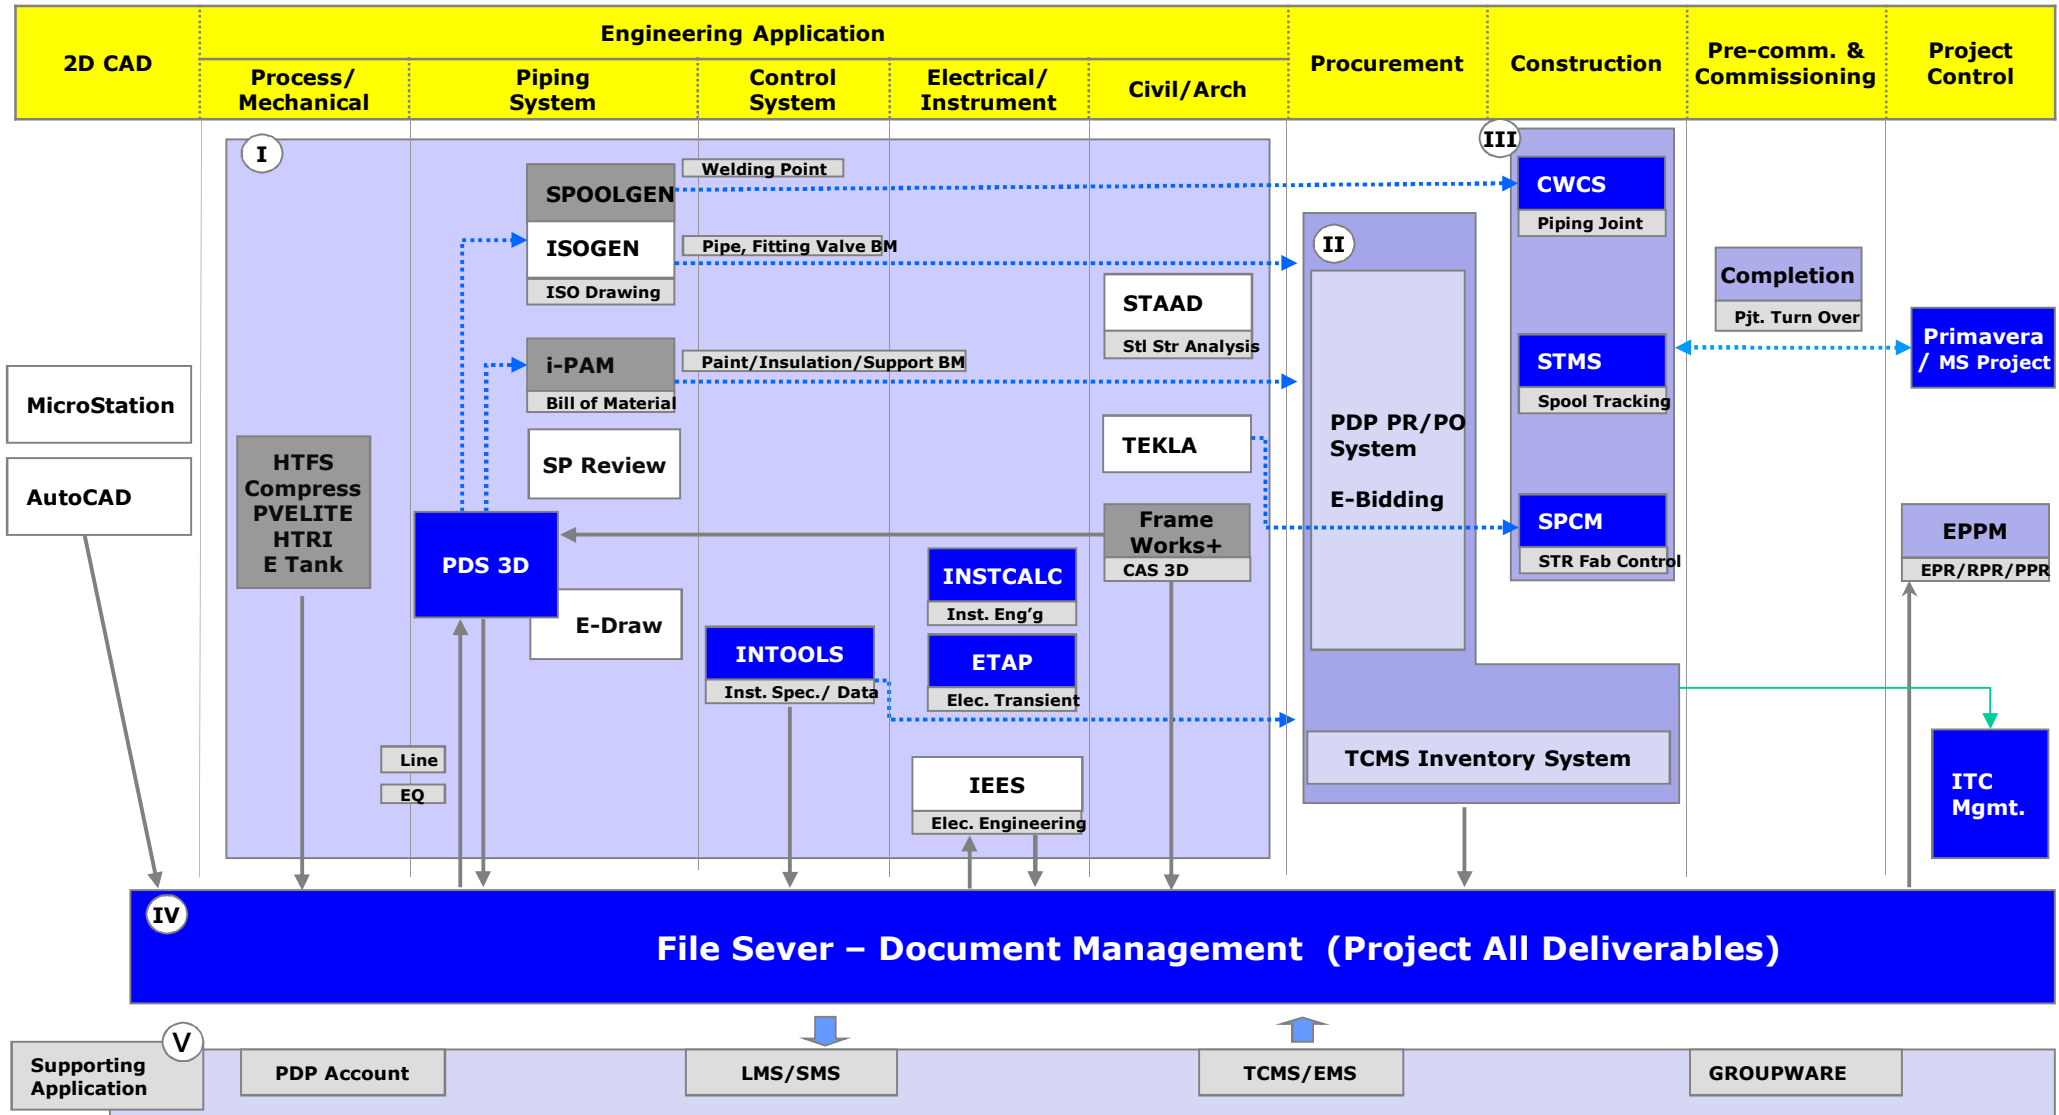 2D CAD
Engineering Application
Process/
Mechanical
Piping
System
Control
System
Electrical/
Instrument
Civil/Arch
Procurement
Construction
Pre-comm. &
Commissioning
Project
Control
I
SPOOLGEN
Welding Point
ISOGEN
Pipe, Fitting Valve BM
ISO Drawing
i-PAM
Paint/Insulation/Support BM
Bill of Material
SP Review
PDS 3D
E-Draw
HTFS
Compress
PVELITE
HTRI
E Tank
MicroStation
AutoCAD
Line
EQ
INTOOLS
Inst. Spec./ Data
INSTCALC
Inst. Eng’g
ETAP
Elec. Transient
IEES
Elec. Engineering
STAAD
Stl Str Analysis
TEKLA
Frame
Works+
CAS 3D
II
PDP PR/PO
System
E-Bidding
TCMS Inventory System
III
CWCS
Piping Joint
STMS
Spool Tracking
SPCM
STR Fab Control
Completion
Pjt. Turn Over
Primavera
/ MS Project
EPPM
EPR/RPR/PPR
ITC
Mgmt.
IV
File Sever – Document Management (Project All Deliverables)
V
Supporting
Application
PDP Account
LMS/SMS
TCMS/EMS
GROUPWARE